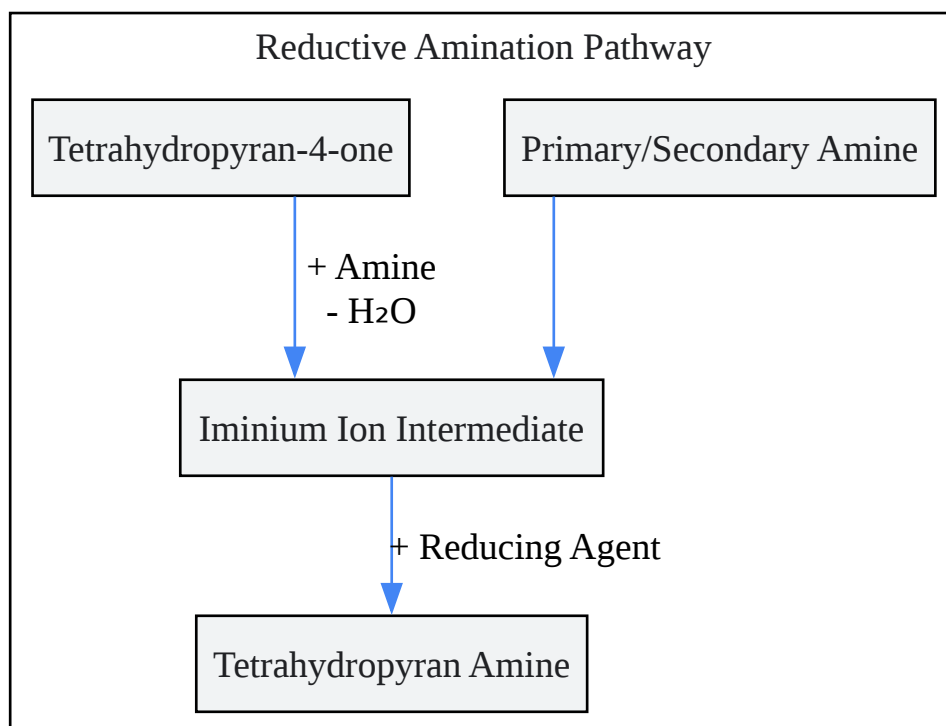 Reductive Amination Pathway
Tetrahydropyran-4-one
Primary/Secondary Amine
+ Amine
- H₂O
Iminium Ion Intermediate
+ Reducing Agent
Tetrahydropyran Amine